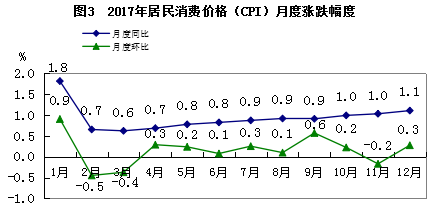 图3 2017年居民消费价格（CPI）月度涨跌幅度
月度同比
月度环比
%
2.0
1.5
1.0
0.5
0.0
-0.5
-1.0
1.8 0.7 0.6 0.7 0.8 0.8 0.9 0.9 0.9 1.0 1.0 1.1
0.9 -0.5 -0.4 0.3 0.2 0.1 0.3 0.1 0.6 0.2 -0.2 0.3
1月 2月 3月 4月 5月 6月 7月 8月 9月 10月 11月 12月